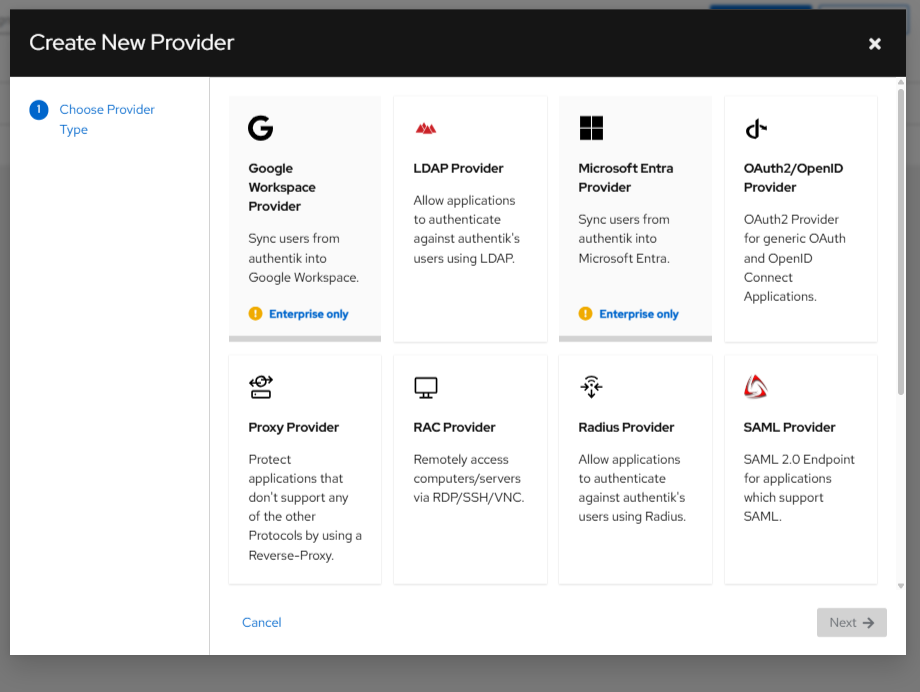 Create New Provider
1 Choose Provider
Type
Google
Workspace
Provider
Sync users from
authentik into
Google Workspace.
Enterprise only
LDAP Provider
Allow applications
to authenticate
against authentik's
users using LDAP.
Microsoft Entra
Provider
Sync users from
authentik into
Microsoft Entra.
Enterprise only
OAuth2/OpenID
Provider
OAuth2 Provider
for generic OAuth
and OpenID
Connect
Applications.
Proxy Provider
Protect
applications that
don't support any
of the other
Protocols by using a
Reverse-Proxy.
RAC Provider
Remotely access
computers/servers
via RDP/SSH/VNC.
Radius Provider
Allow applications
to authenticate
against authentik's
users using Radius.
SAML Provider
SAML 2.0 Endpoint
for applications
which support
SAML.
Cancel
Next